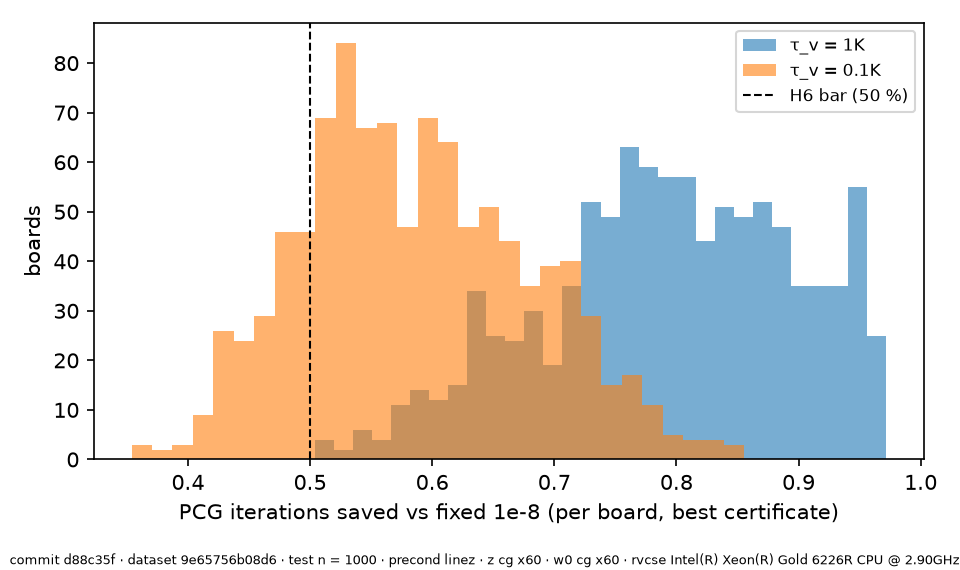 τ_v = 1K
τ_v = 0.1K
H6 bar (50 %)
boards
80
70
60
50
40
30
20
10
0
0.4 0.5 0.6 0.7 0.8 0.9 1.0
PCG iterations saved vs fixed 1e-8 (per board, best certificate)
commit d88c35f · dataset 9e65756b08d6 · test n = 1000 · precond linez · z cg x60 · w0 cg x60 · rvcse Intel(R) Xeon(R) Gold 6226R CPU @ 2.90GHz